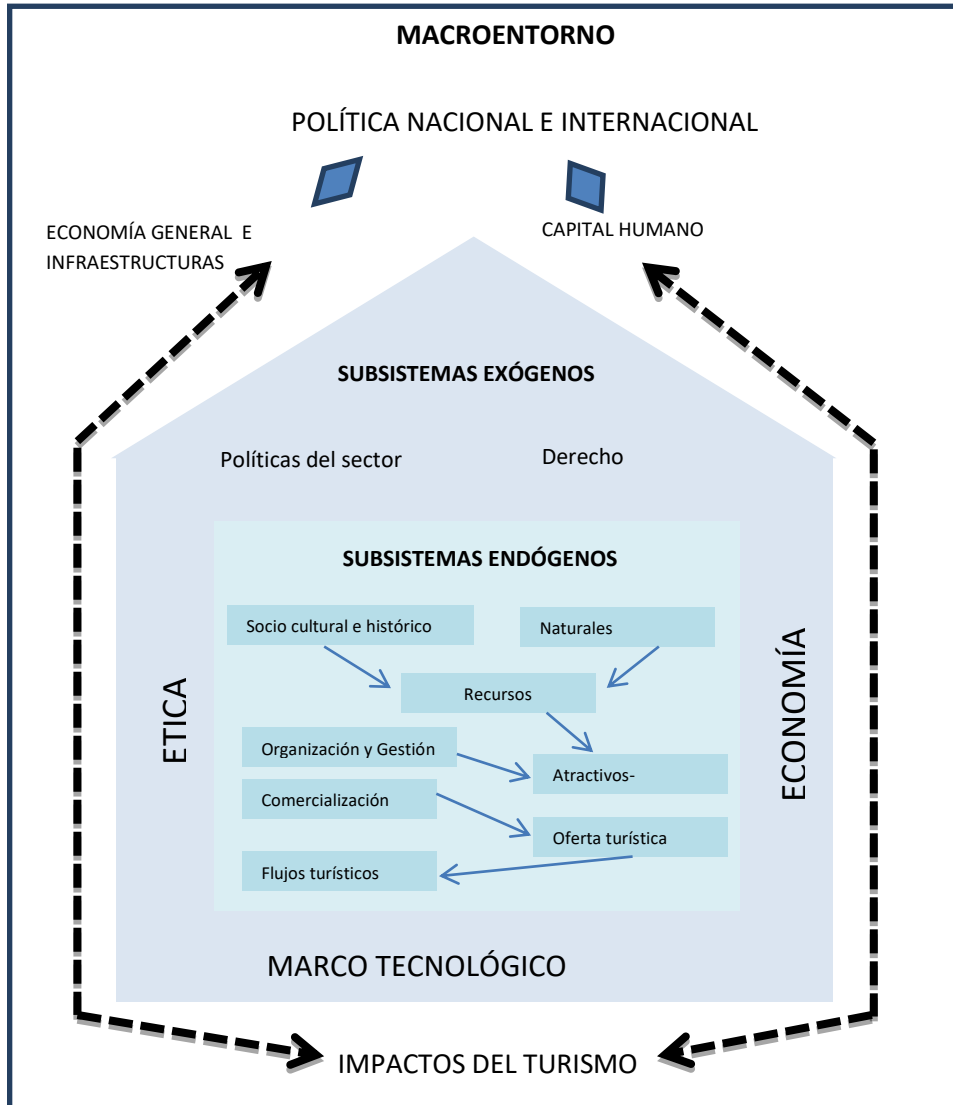 MACROENTORNO
POLÍTICA NACIONAL E INTERNACIONAL
ECONOMÍA GENERAL E
INFRAESTRUCTURAS
CAPITAL HUMANO
SUBSISTEMAS EXÓGENOS
Políticas del sector
Derecho
SUBSISTEMAS ENDÓGENOS
Socio cultural e histórico
Naturales
Recursos
Organización y Gestión
Atractivos-
Comercialización
Oferta turística
Flujos turísticos
ETICA
ECONOMÍA
MARCO TECNOLÓGICO
IMPACTOS DEL TURISMO